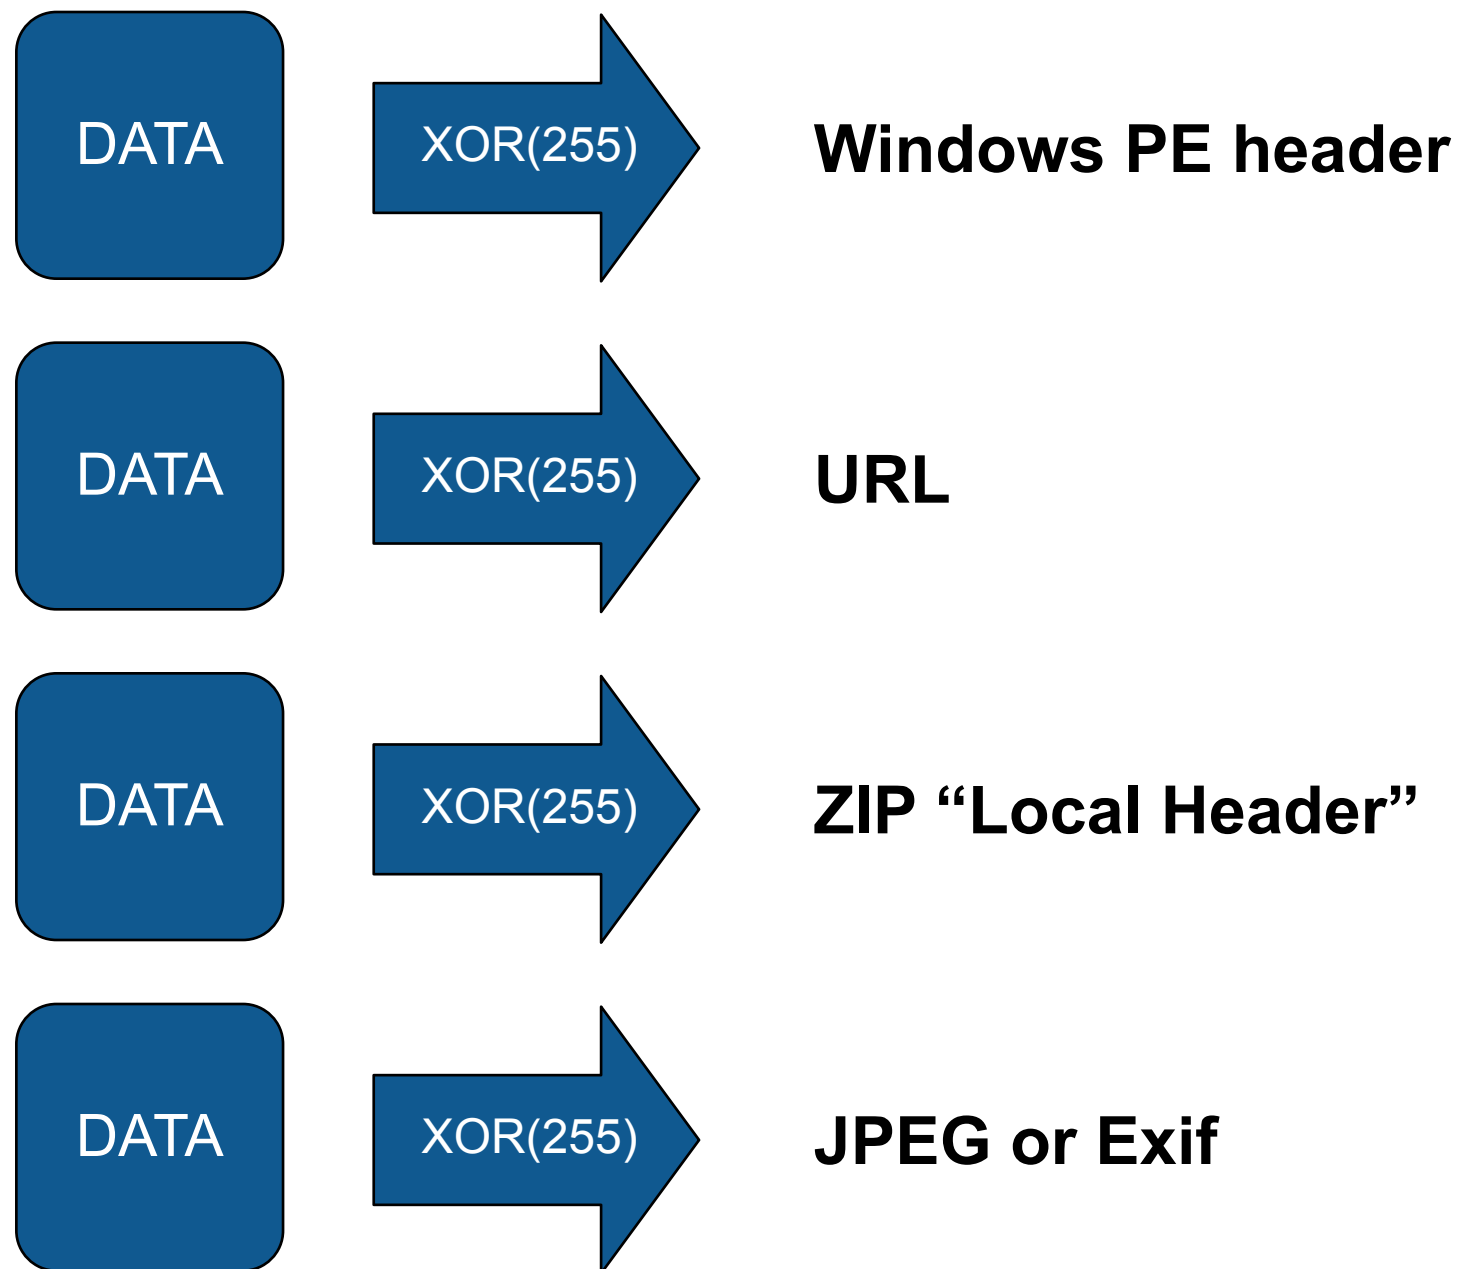 DATA XOR(255) Windows PE header
DATA XOR(255) URL
DATA XOR(255) ZIP “Local Header”
DATA XOR(255) JPEG or Exif